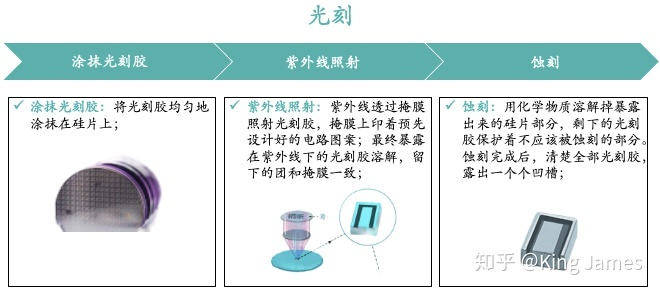 光刻
涂抹光刻胶
紫外线照射
蚀刻
✓ 涂抹光刻胶：将光刻胶均匀地
涂抹在硅片上；
✓ 紫外线照射：紫外线透过掩膜
照射光刻胶，掩膜上印着预先
设计好的电路图案；最终暴露
在紫外线下的光刻胶溶解，留
下的团和掩膜一致；
✓ 蚀刻：用化学物质溶解掉暴露
出来的硅片部分，剩下的光刻
胶保护着不应该被蚀刻的部分。
蚀刻完成后，清楚全部光刻胶，
露出一个个凹槽；
知乎 @King James